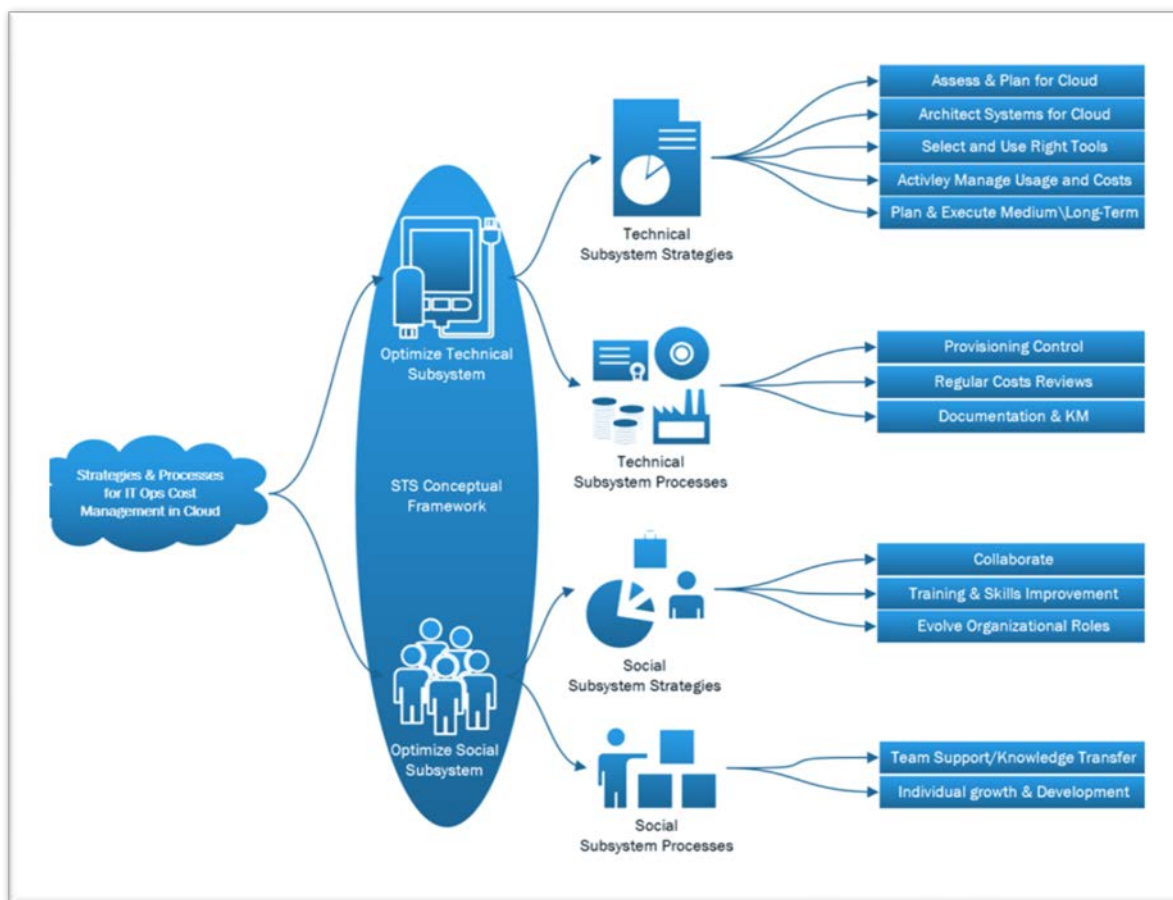 Strategies & Processes
for IT Ops Cost
Management in Cloud
Optimize Technical
Subsystem
STS Conceptual
Framework
Optimize Social
Subsystem
Technical
Subsystem Strategies
Assess & Plan for Cloud
Architect Systems for Cloud
Select and Use Right Tools
Activley Manage Usage and Costs
Plan & Execute Medium\Long-Term
Technical
Subsystem Processes
Provisioning Control
Regular Costs Reviews
Documentation & KM
Social
Subsystem Strategies
Collaborate
Training & Skills Improvement
Evolve Organizational Roles
Social
Subsystem Processes
Team Support/Knowledge Transfer
Individual growth & Development